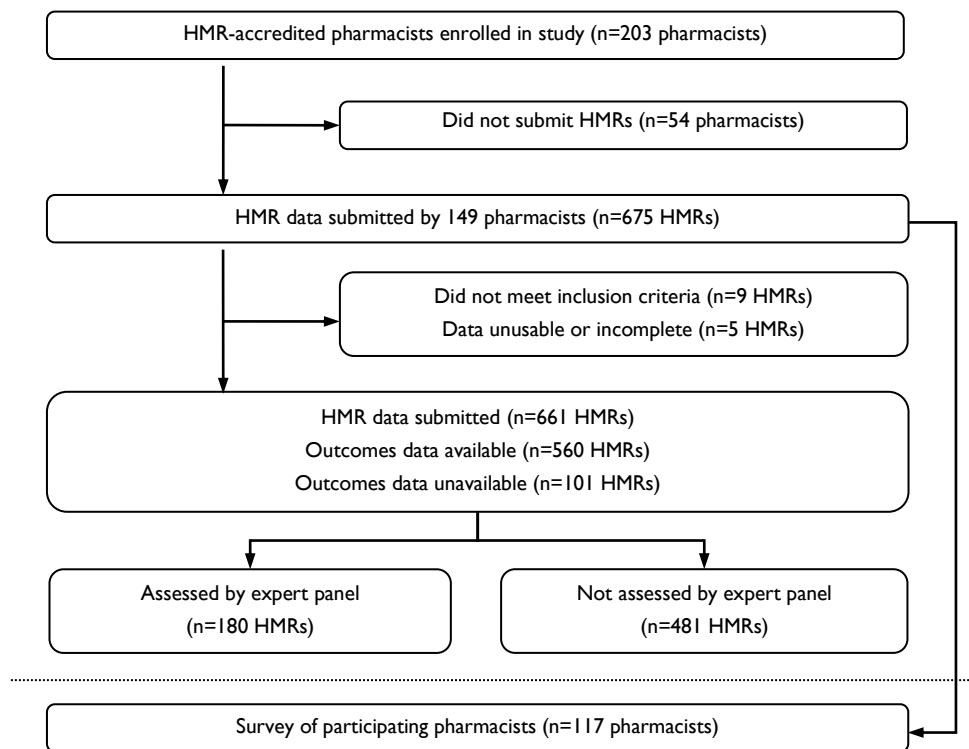 HMR-accredited pharmacists enrolled in study (n=203 pharmacists)
Did not submit HMRs (n=54 pharmacists)
HMR data submitted by 149 pharmacists (n=675 HMRs)
Did not meet inclusion criteria (n=9 HMRs)
Data unusable or incomplete (n=5 HMRs)
HMR data submitted (n=661 HMRs)
Outcomes data available (n=560 HMRs)
Outcomes data unavailable (n=101 HMRs)
Assessed by expert panel
(n=180 HMRs)
Not assessed by expert panel
(n=481 HMRs)
Survey of participating pharmacists (n=117 pharmacists)